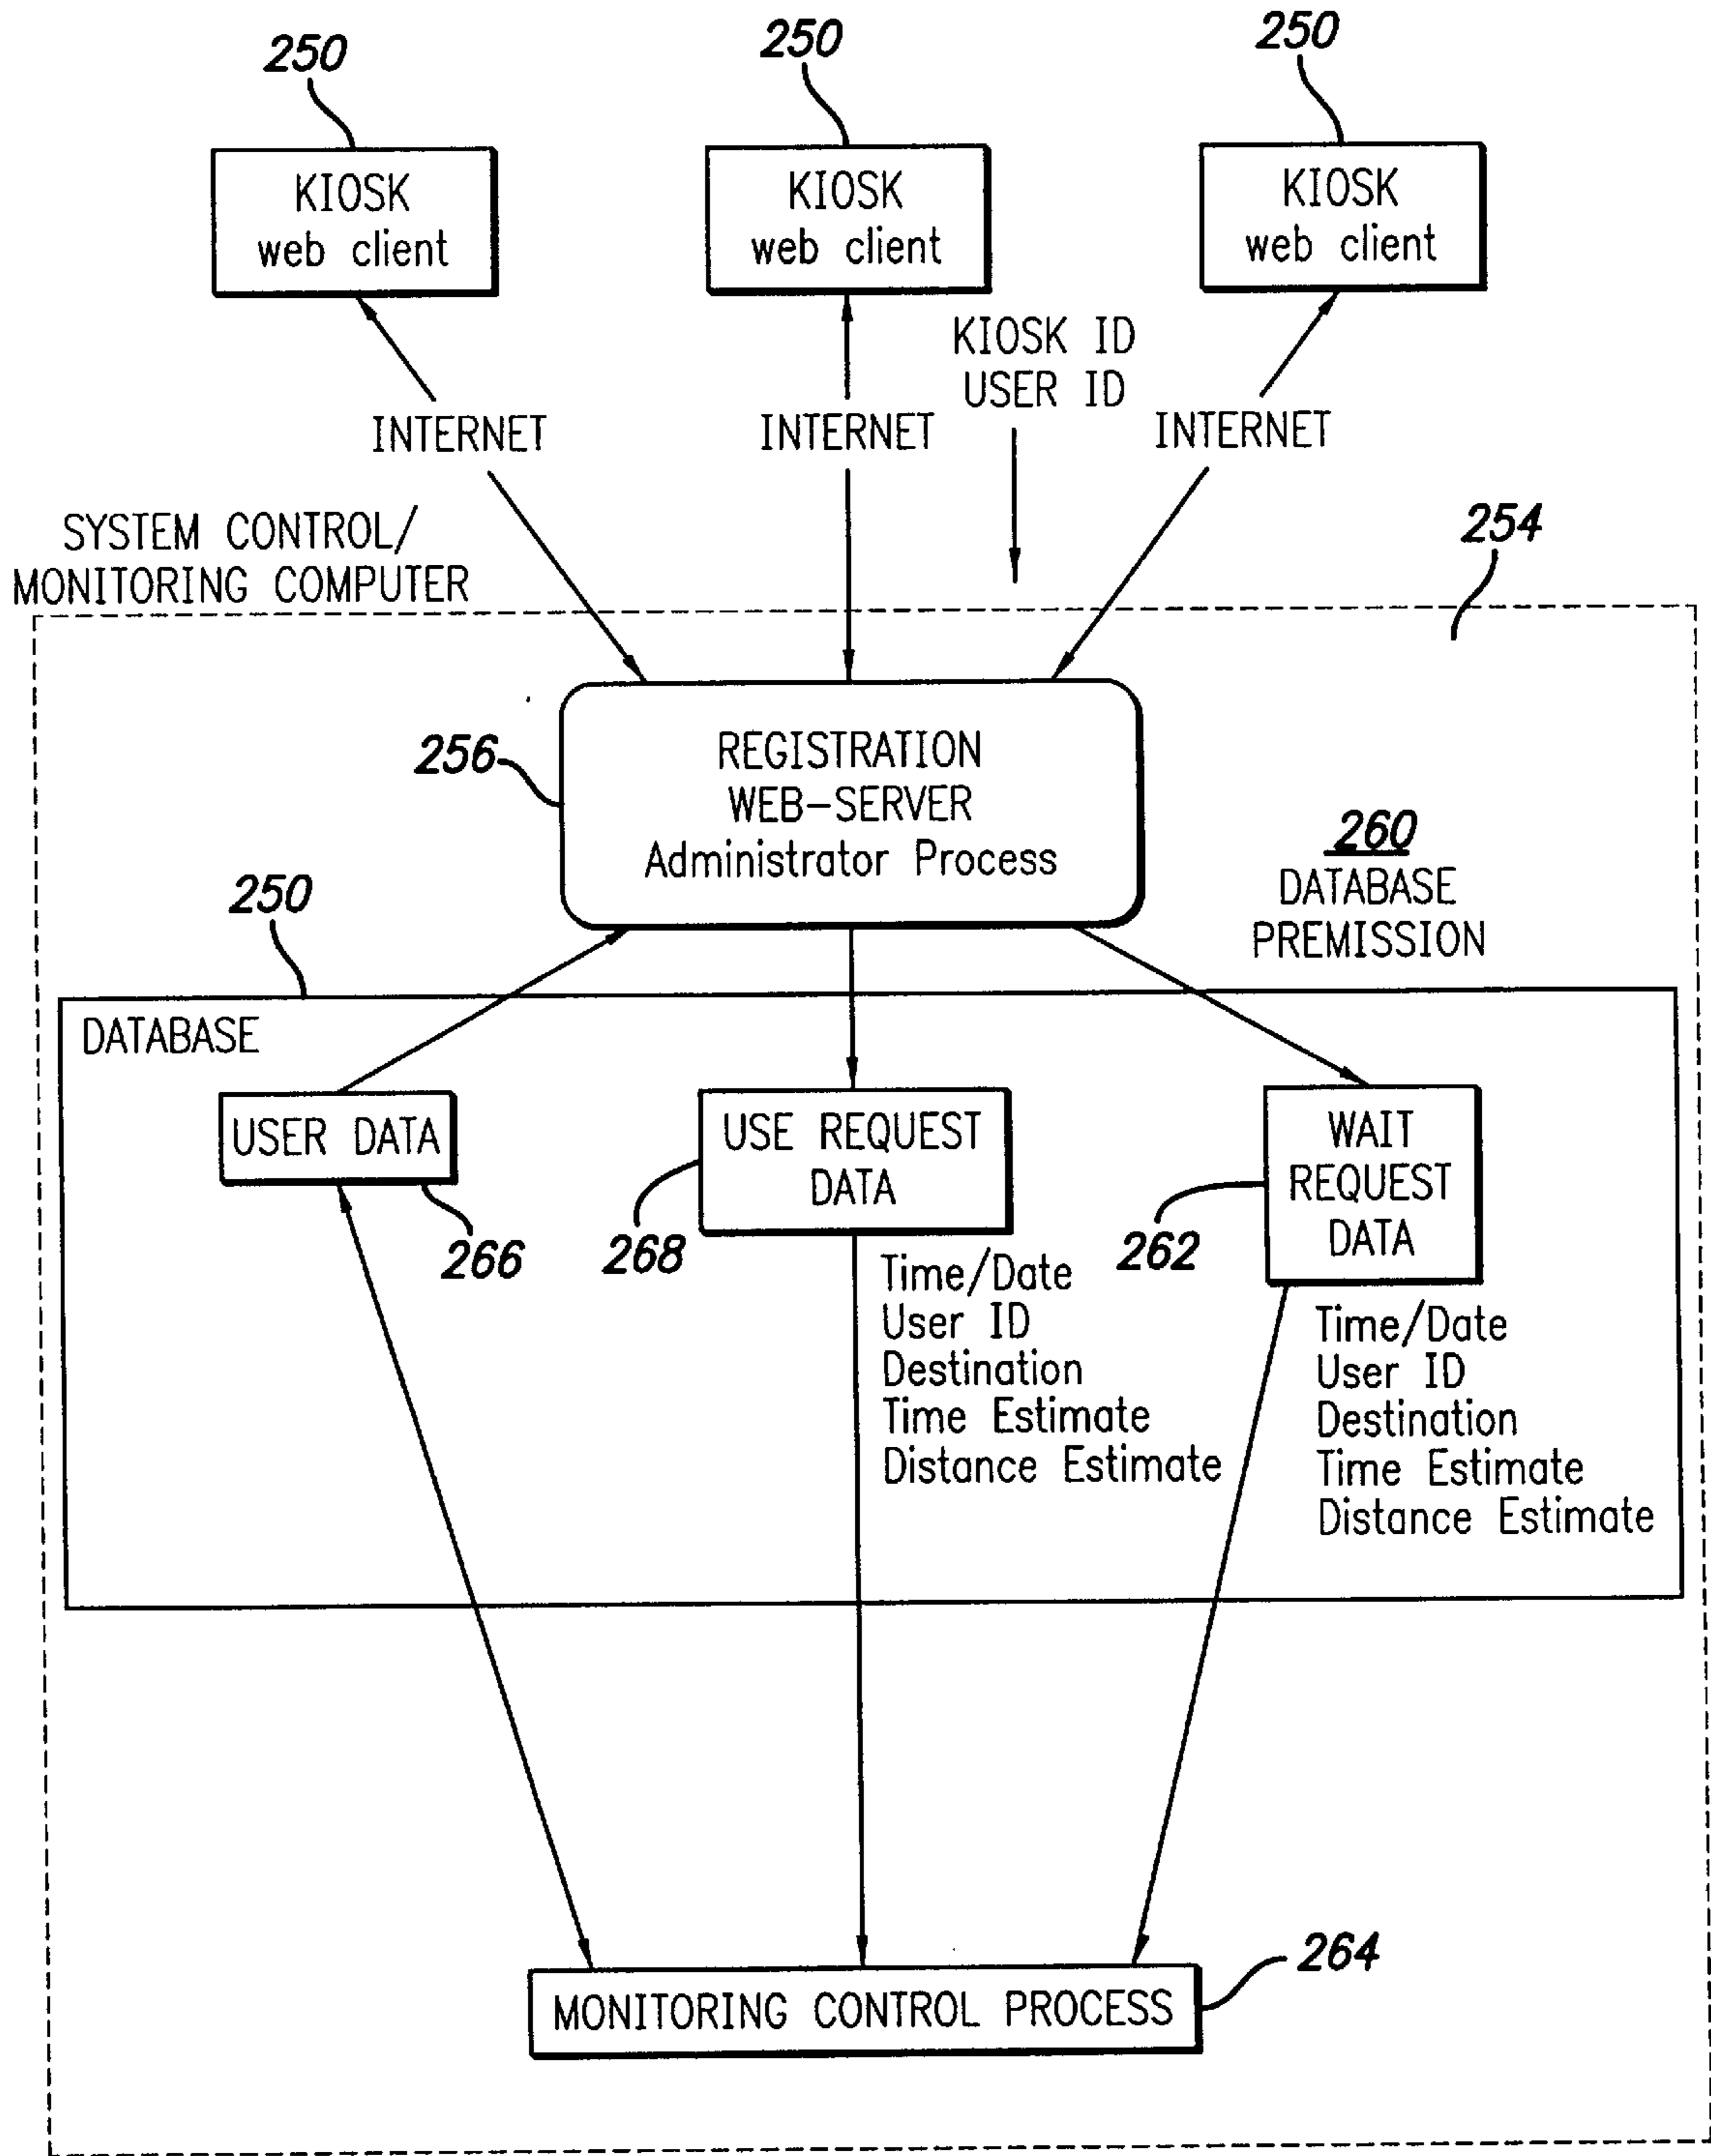 250
250
250
KIOSK
web client
KIOSK
web client
KIOSK
web client
KIOSK ID
USER ID
INTERNET
INTERNET
INTERNET
SYSTEM CONTROL/
MONITORING COMPUTER
254
256
REGISTRATION
WEB-SERVER
Administrator Process
260
DATABASE
PREMISSION
250
DATABASE
USER DATA
266
USE REQUEST
DATA
268
Time/Date
User ID
Destination
Time Estimate
Distance Estimate
WAIT
REQUEST
DATA
262
Time/Date
User ID
Destination
Time Estimate
Distance Estimate
264
MONITORING CONTROL PROCESS